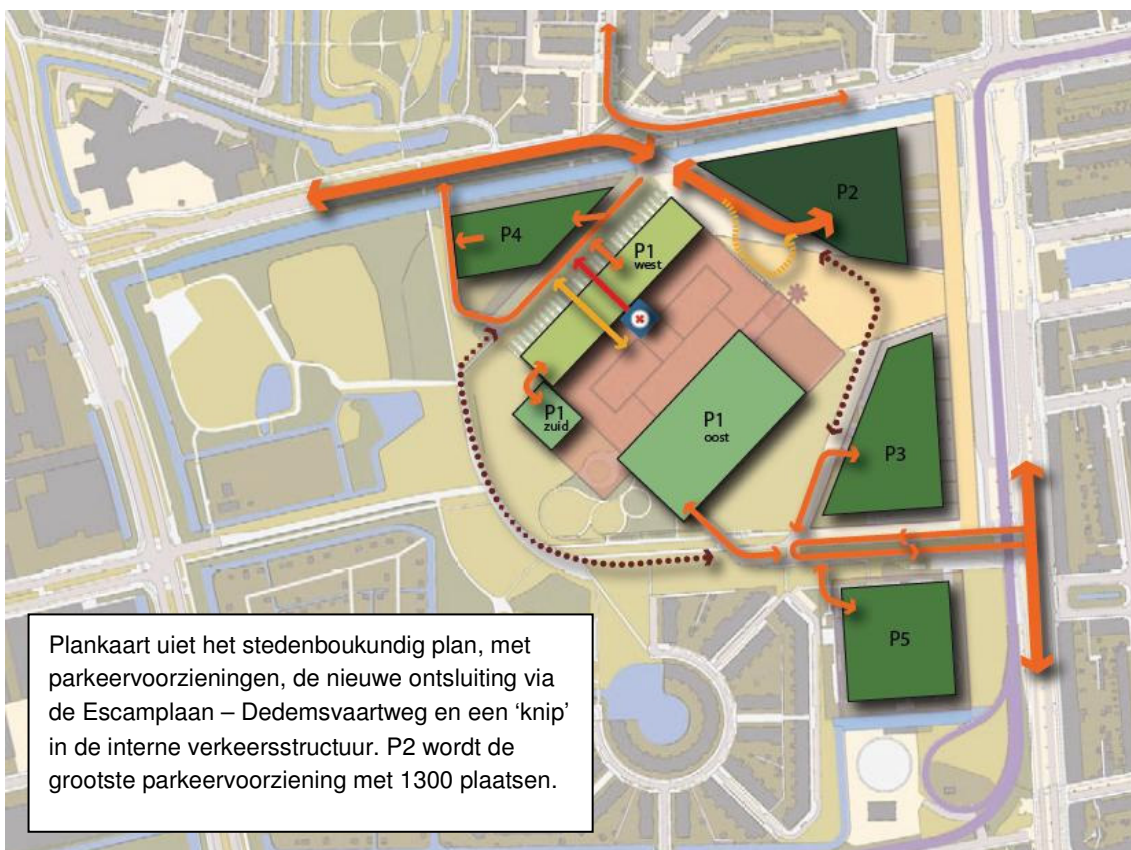 P2
P4
P1
west
P1
oost
P1
zuid
P3
P5
Plankaart uiet het stedenboukundig plan, met
parkeervoorzieningen, de nieuwe ontsluiting via
de Escamplaan – Dedemsvaartweg en een ‘knip’
in de interne verkeersstructuur. P2 wordt de
grootste parkeervoorziening met 1300 plaatsen.